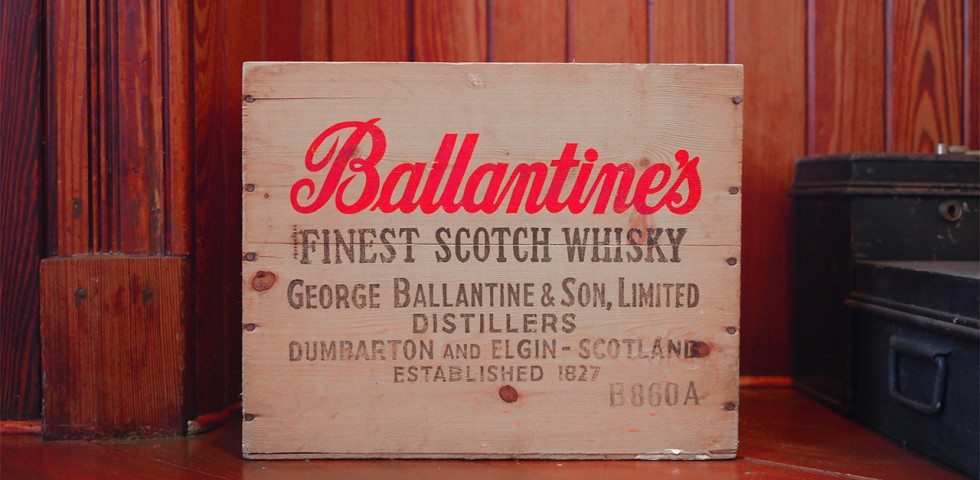 Ballantine's
FINEST SCOTCH WHISKY
GEORGE BALLANTINE & SON, LIMITED
DISTILLERS
DUMBARTON AND ELGIN - SCOTLAND
ESTABLISHED 1827
B860A